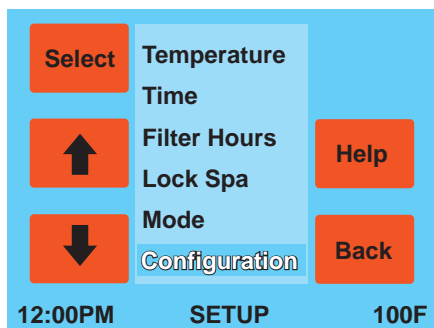 Select
Temperature
Time
Filter Hours
Lock Spa
Mode
Configuration
Help
Back
12:00PM SETUP 100F